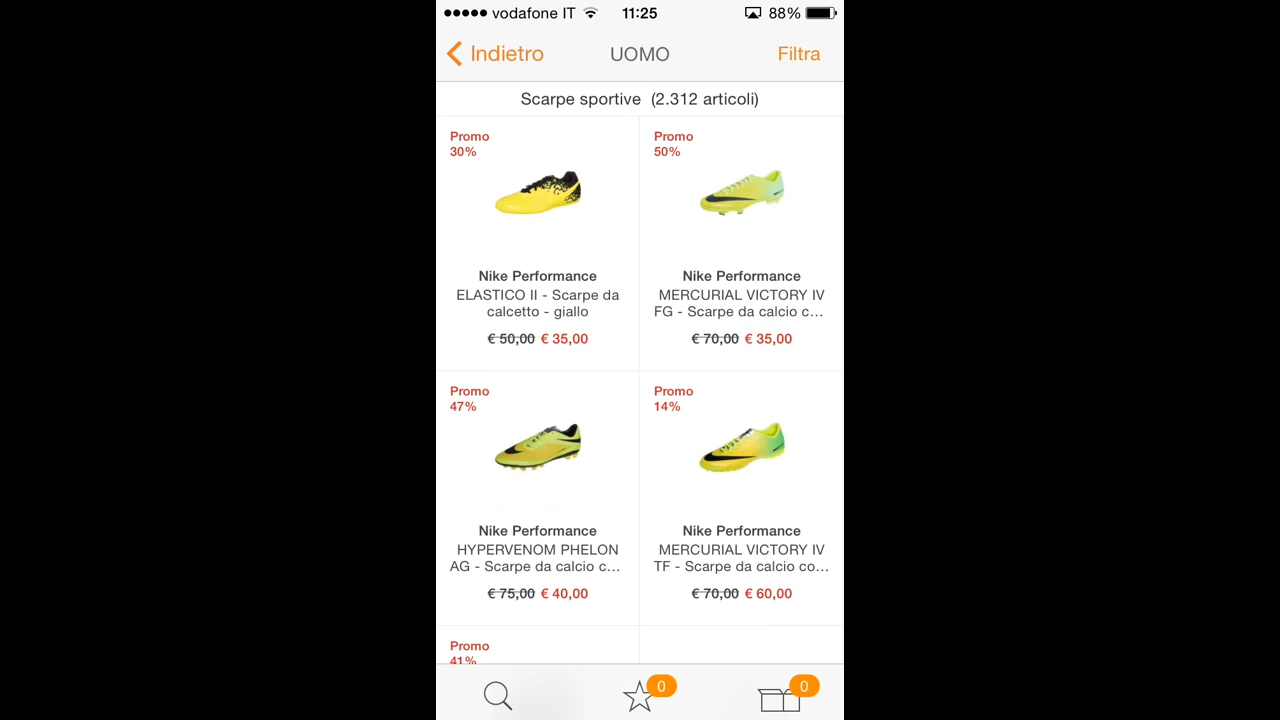 vodafone IT 11:25 88%
Indietro UOMO Filtra
Scarpe sportive (2.312 articoli)
Promo
30%
Nike Performance
ELASTICO II - Scarpe da
calcetto - giallo
€ 50,00 € 35,00
Promo
50%
Nike Performance
MERCURIAL VICTORY IV
FG - Scarpe da calcio c...
€ 70,00 € 35,00
Promo
47%
Nike Performance
HYPERVENOM PHELON
AG - Scarpe da calcio c...
€ 75,00 € 40,00
Promo
14%
Nike Performance
MERCURIAL VICTORY IV
TF - Scarpe da calcio co...
€ 70,00 € 60,00
Promo
41%
0 0